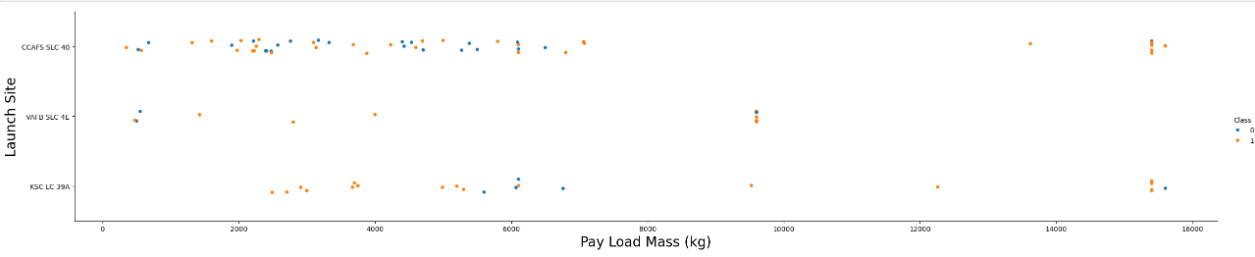 Launch Site
CCAFS SLC 40
VAFB SLC 4E
KSC LC 39A
0 2000 4000 6000 8000 10000 12000 14000 16000
Pay Load Mass (kg)
Class
0
1